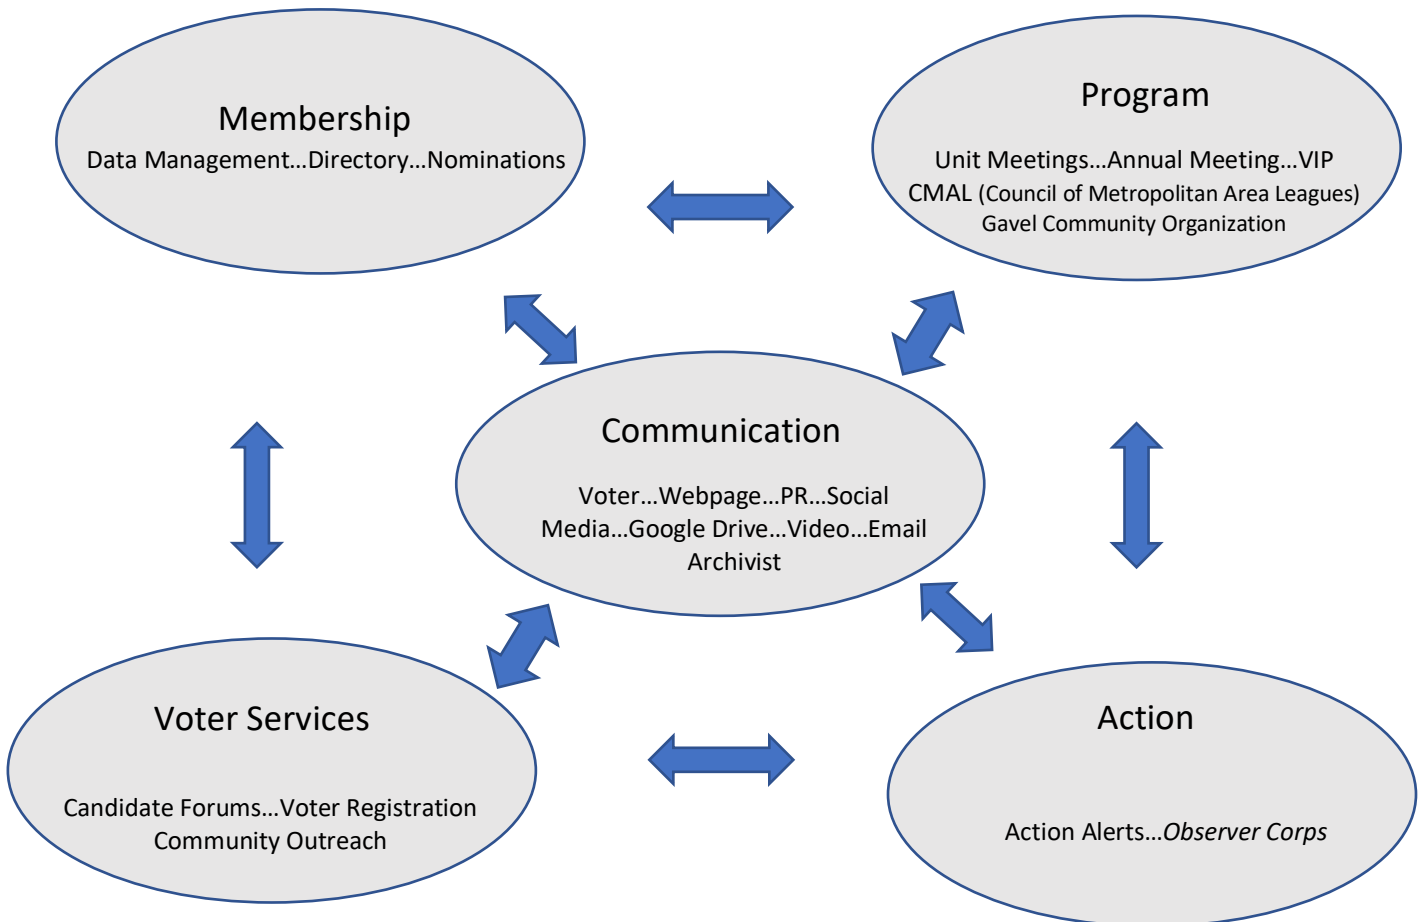 Membership
Data Management…Directory…Nominations
Program
Unit Meetings…Annual Meeting…VIP
CMAL (Council of Metropolitan Area Leagues)
Gavel Community Organization
Communication
Voter…Webpage…PR…Social
Media…Google Drive…Video…Email
Archivist
Voter Services
Candidate Forums…Voter Registration
Community Outreach
Action
Action Alerts…Observer Corps